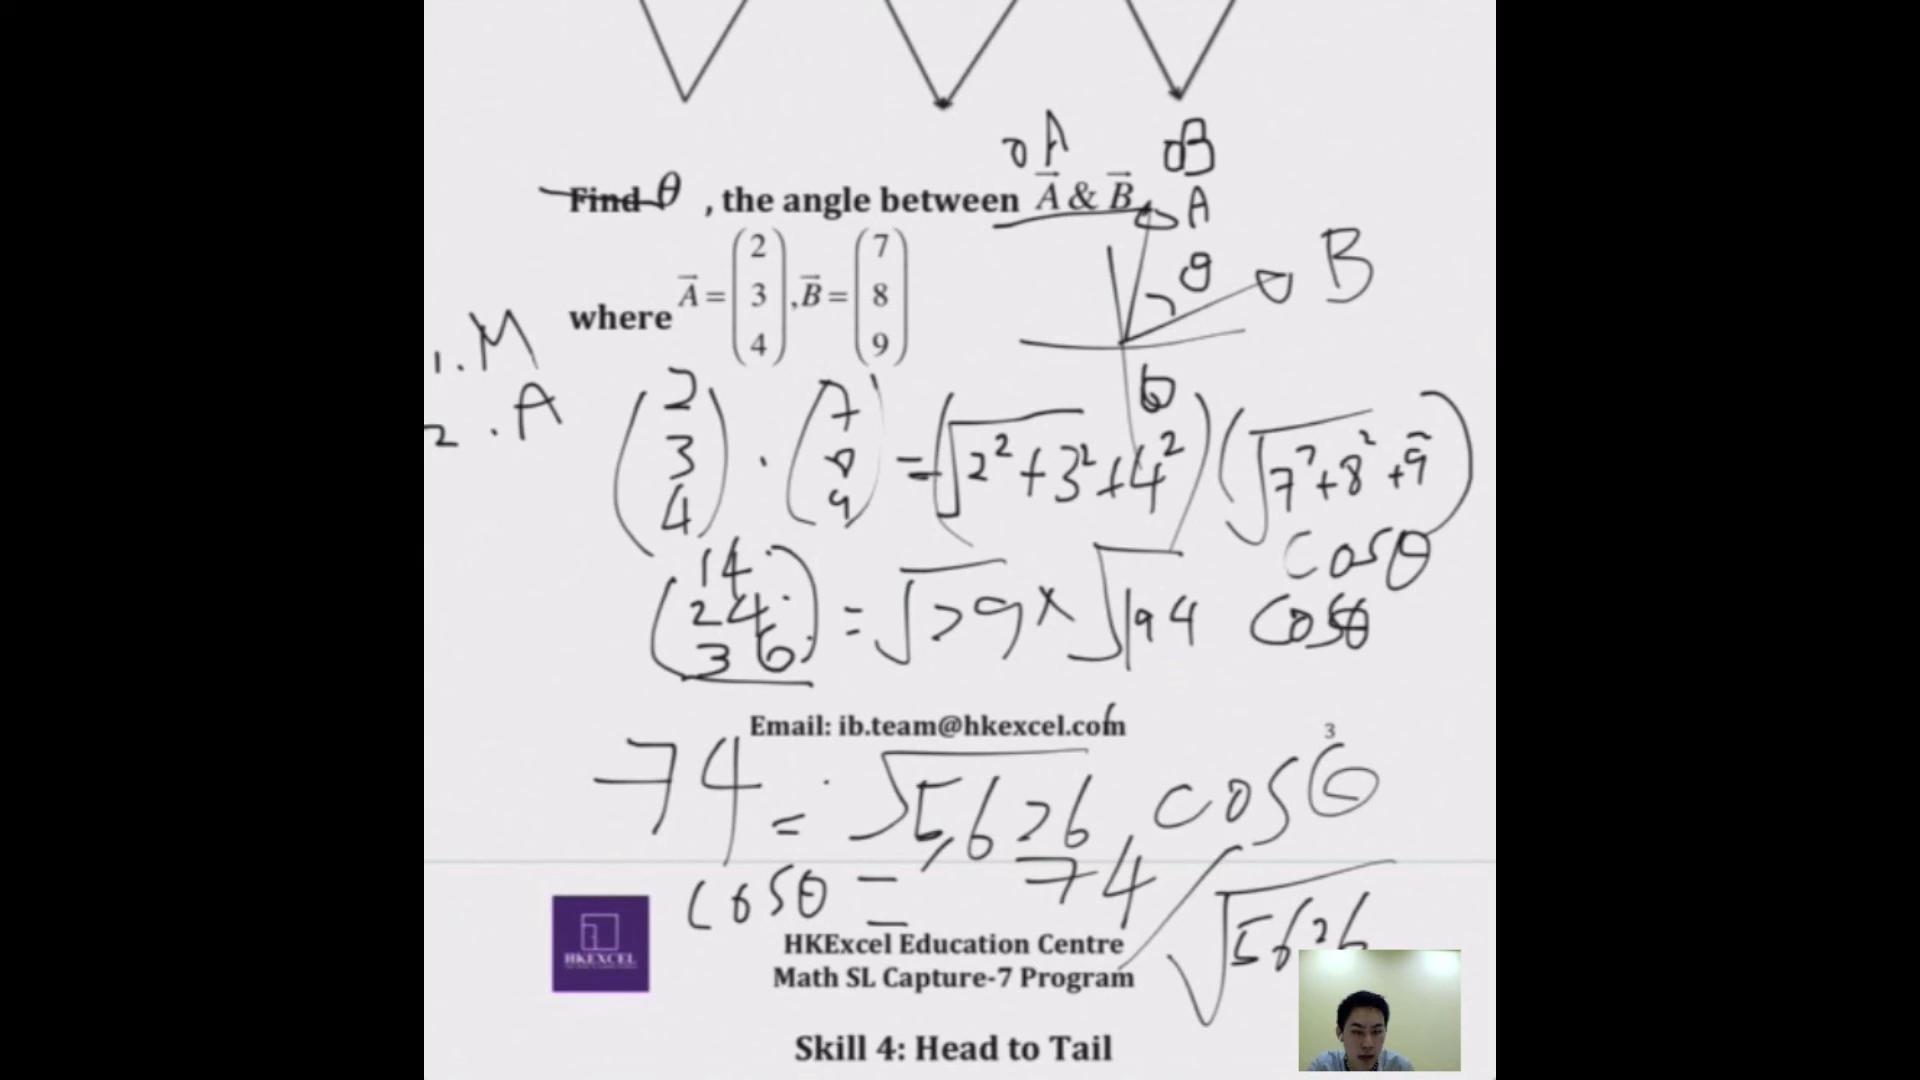 OA OB
Find θ , the angle between A & B
A
θ B
where A = (2 3 4) , B = (7 8 9)
1. M
2. A
(2 3 4) · (7 8 9) = (√2² + 3² + 4²) (√7² + 8² + 9²)
cosθ
(14 24 36) = √29 × √194 cosθ
Email: ib.team@hkexcel.com
3
74 = √5,626 cosθ
cosθ = 74 / √5626
HKEXCEL
HKExcel Education Centre
Math SL Capture-7 Program
Skill 4: Head to Tail